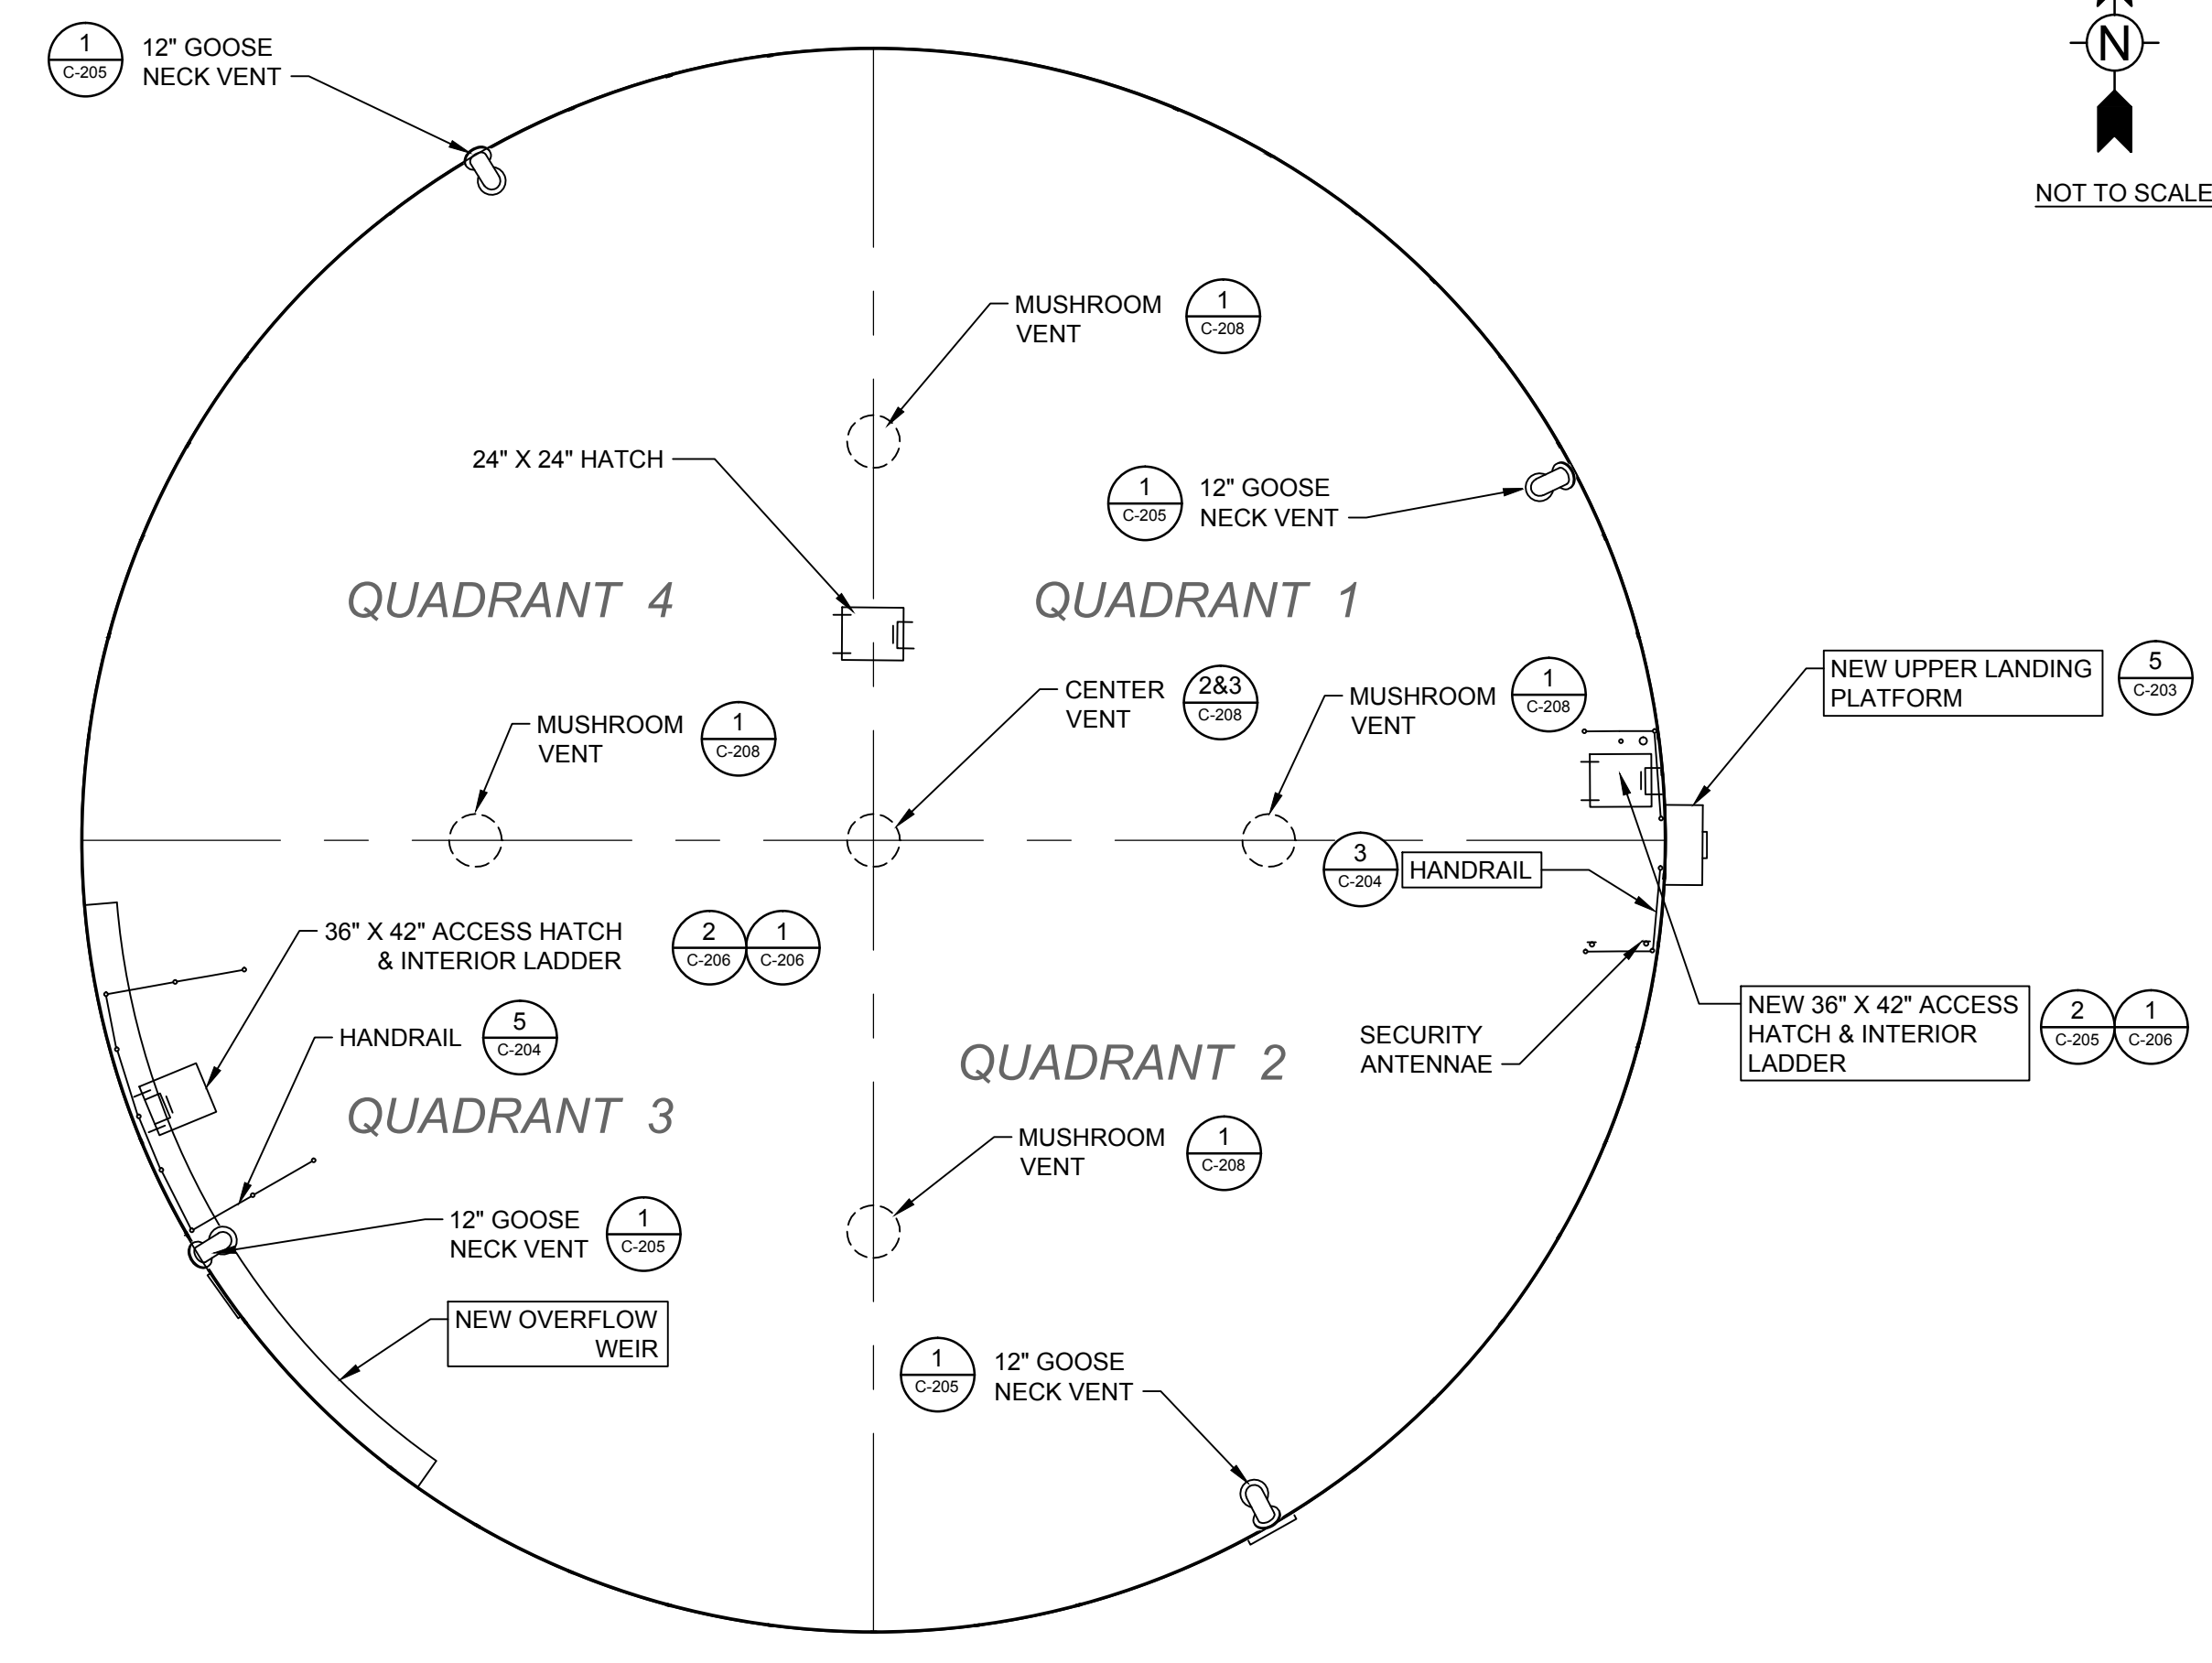 1
C-205
12" GOOSE
NECK VENT
N
NOT TO SCALE
MUSHROOM
VENT
1
C-208
24" X 24" HATCH
1
C-205
12" GOOSE
NECK VENT
QUADRANT 4
QUADRANT 1
MUSHROOM
VENT
1
C-208
CENTER
VENT
2&3
C-208
MUSHROOM
VENT
1
C-208
NEW UPPER LANDING
PLATFORM
5
C-203
3
C-204
HANDRAIL
36" X 42" ACCESS HATCH
& INTERIOR LADDER
2
C-206
1
C-206
HANDRAIL
5
C-204
QUADRANT 3
QUADRANT 2
SECURITY
ANTENNAE
NEW 36" X 42" ACCESS
HATCH & INTERIOR
LADDER
2
C-205
1
C-206
MUSHROOM
VENT
1
C-208
12" GOOSE
NECK VENT
1
C-205
NEW OVERFLOW
WEIR
1
C-205
12" GOOSE
NECK VENT